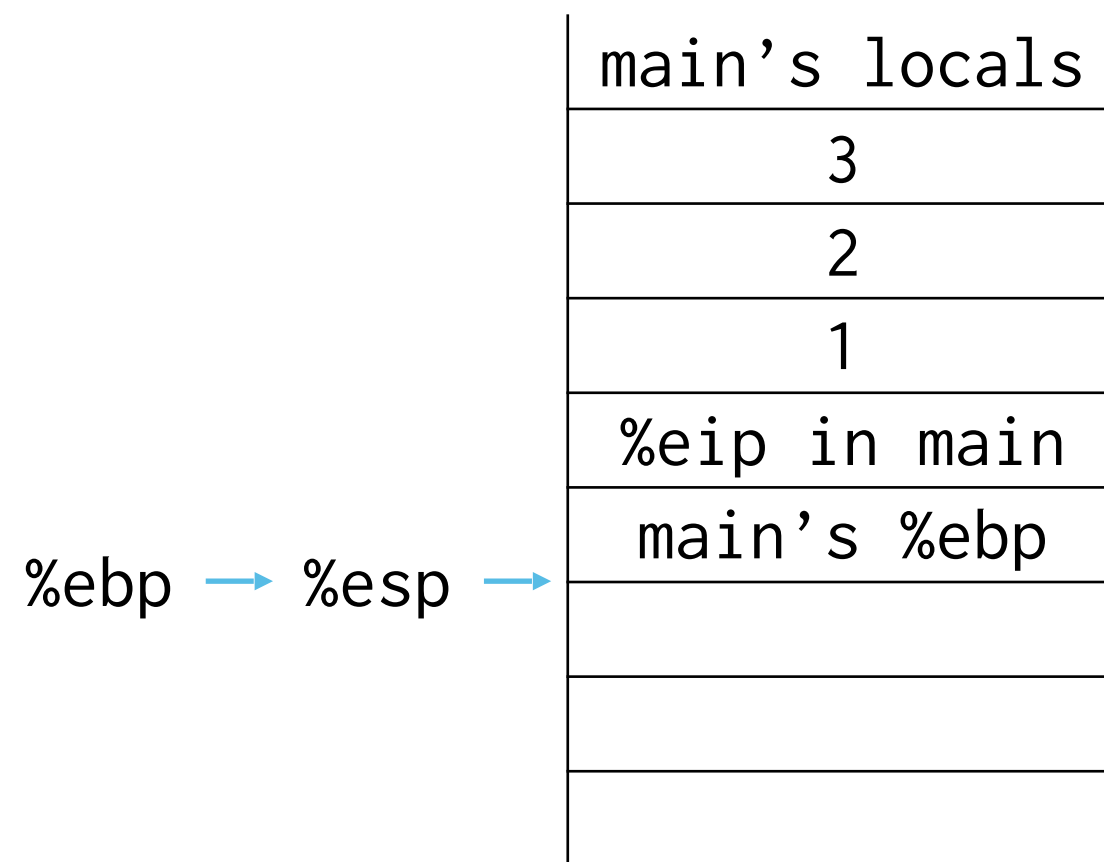 main’s locals
3
2
1
%eip in main
main’s %ebp
%ebp %esp